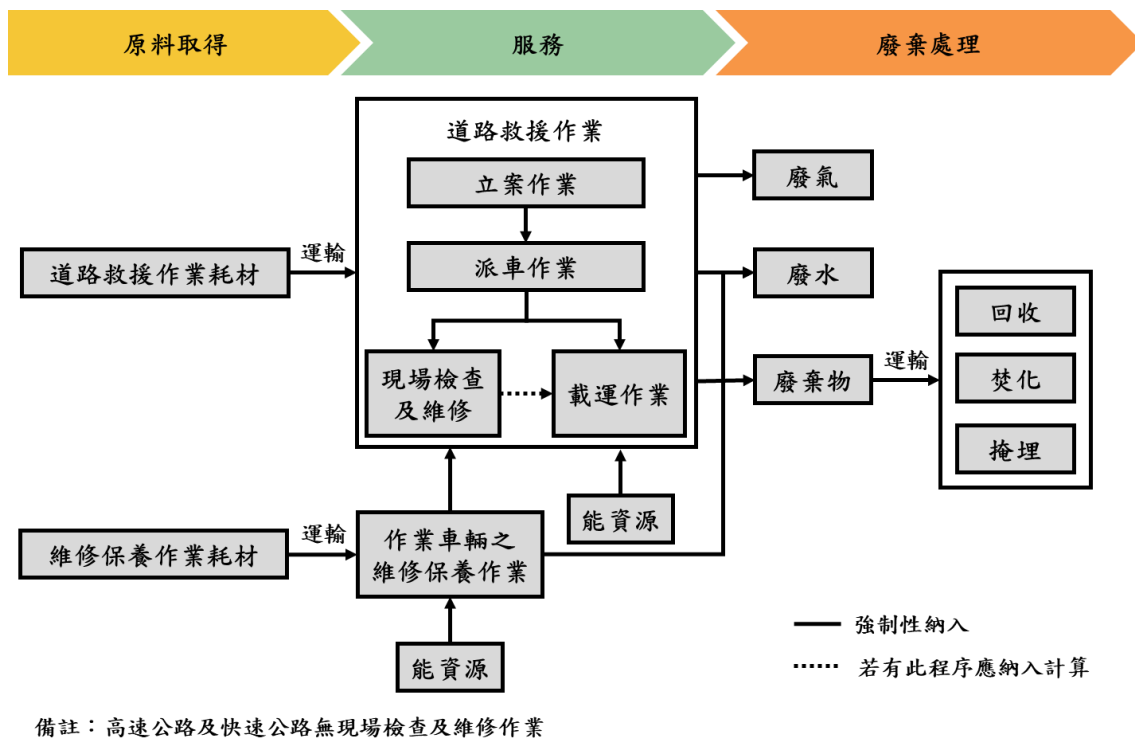 原料取得
服務
廢棄處理
道路救援作業
立案作業
廢氣
運輸
道路救援作業耗材
派車作業
廢水
回收
現場檢查
及維修
載運作業
廢棄物
運輸
焚化
掩埋
能資源
運輸
維修保養作業耗材
作業車輛之
維修保養作業
能資源
強制性納入
若有此程序應納入計算
備註：高速公路及快速公路無現場檢查及維修作業